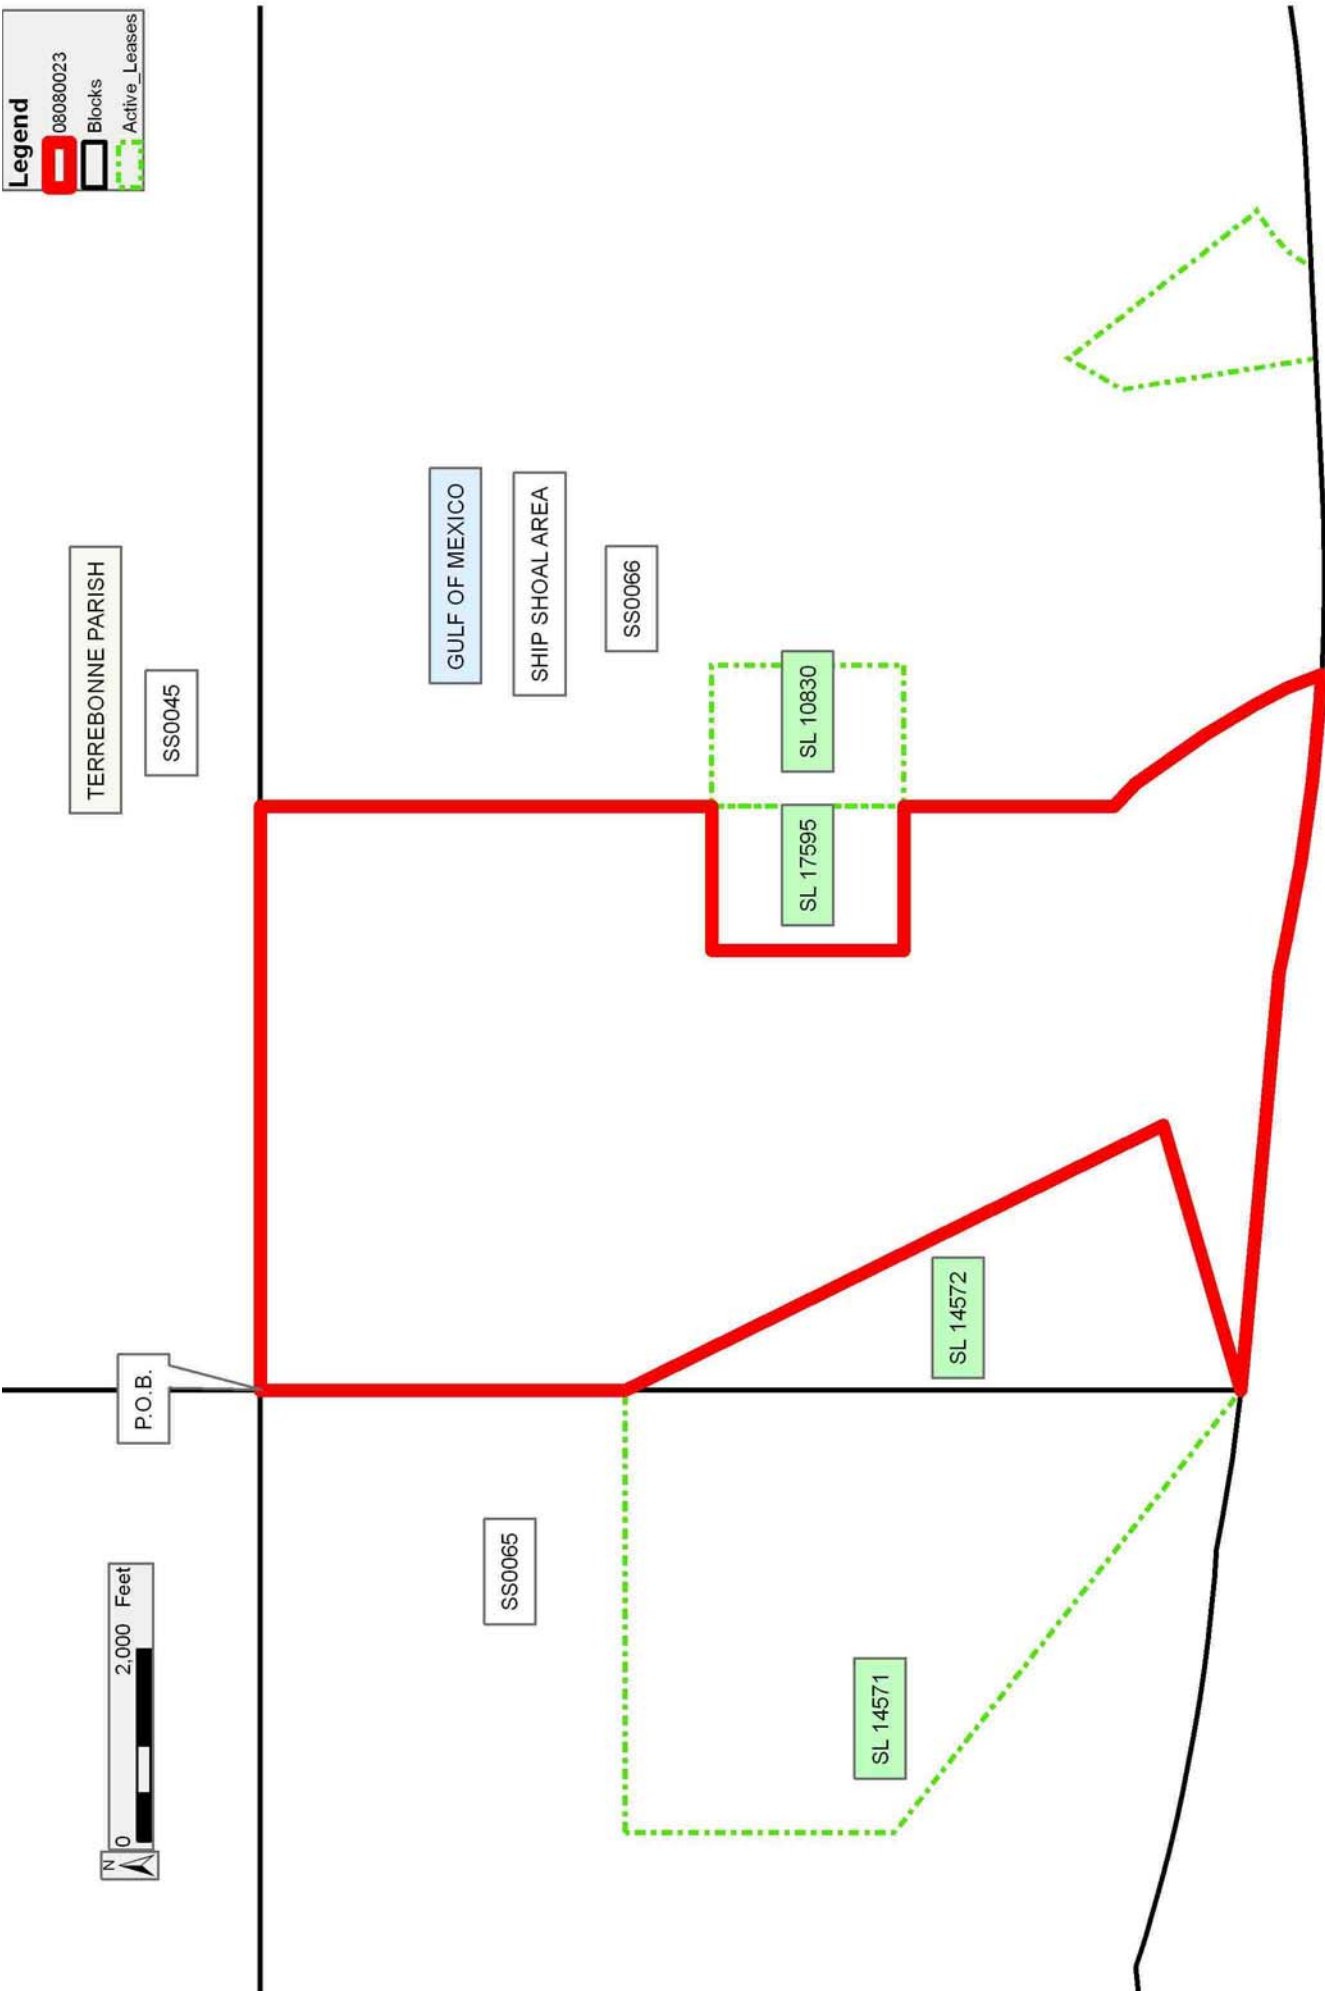 Legend
08080023
Blocks
Active_Leases
TERREBONNE PARISH
SS0045
GULF OF MEXICO
SHIP SHOAL AREA
SS0066
SL 10830
SL 17595
P.O.B.
SL 14572
SS0065
SL 14571
0 2,000 Feet
N